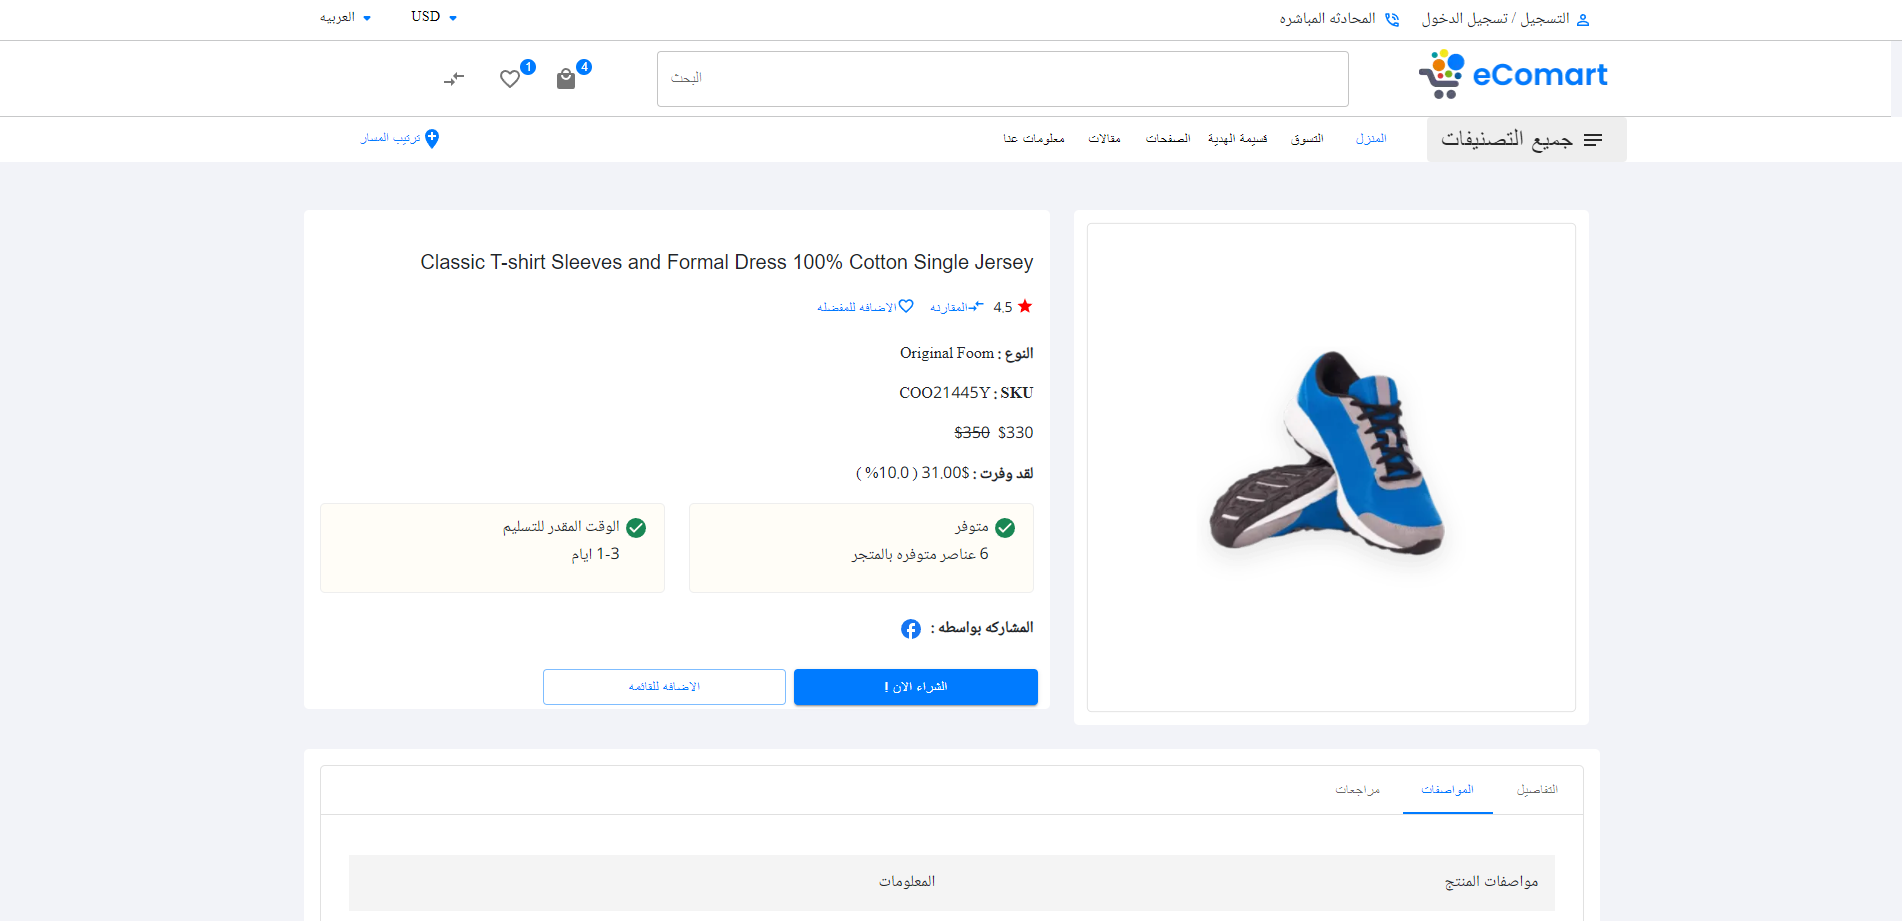 التسجيل / تسجيل الدخول
المحادثه المباشره
USD
العربيه
eComart
البحث
4
1
جميع التصنيفات
المنزل
التسوق
قسيمة الهدية
الصفحات
مقالات
معلومات عنا
ترتيب المسار
Classic T-shirt Sleeves and Formal Dress 100% Cotton Single Jersey
4.5
المقارنه
الاضافه للمفضله
النوع : Original Foom
SKU : COO21445Y
$330 $350
لقد وفرت : 31.00$ ( 10.0% )
متوفر
6 عناصر متوفره بالمتجر
الوقت المقدر للتسليم
1-3 ايام
المشاركه بواسطه :
الشراء الان !
الاضافه للقائمه
التفاصيل
المواصفات
مراجعات
مواصفات المنتج
المعلومات